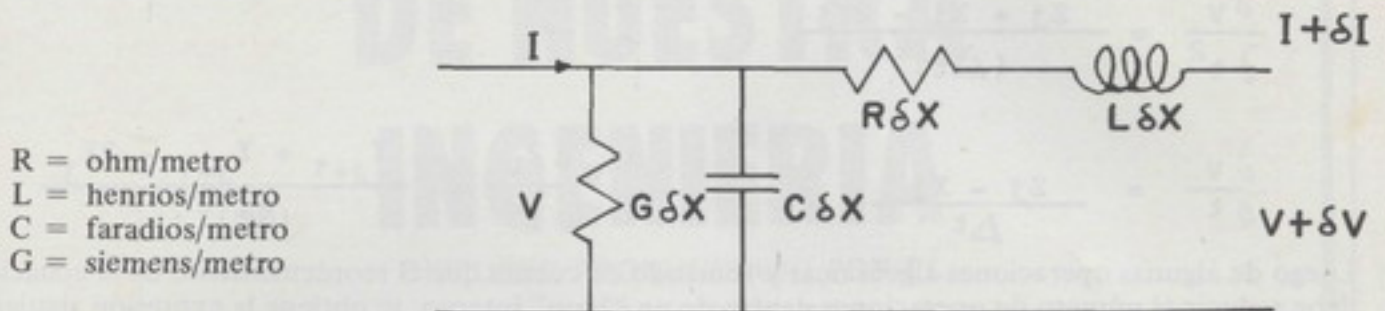 I
I+δI
RδX
LδX
R = ohm/metro
L = henrios/metro
C = faradios/metro
G = siemens/metro
V
GδX
CδX
V+δV